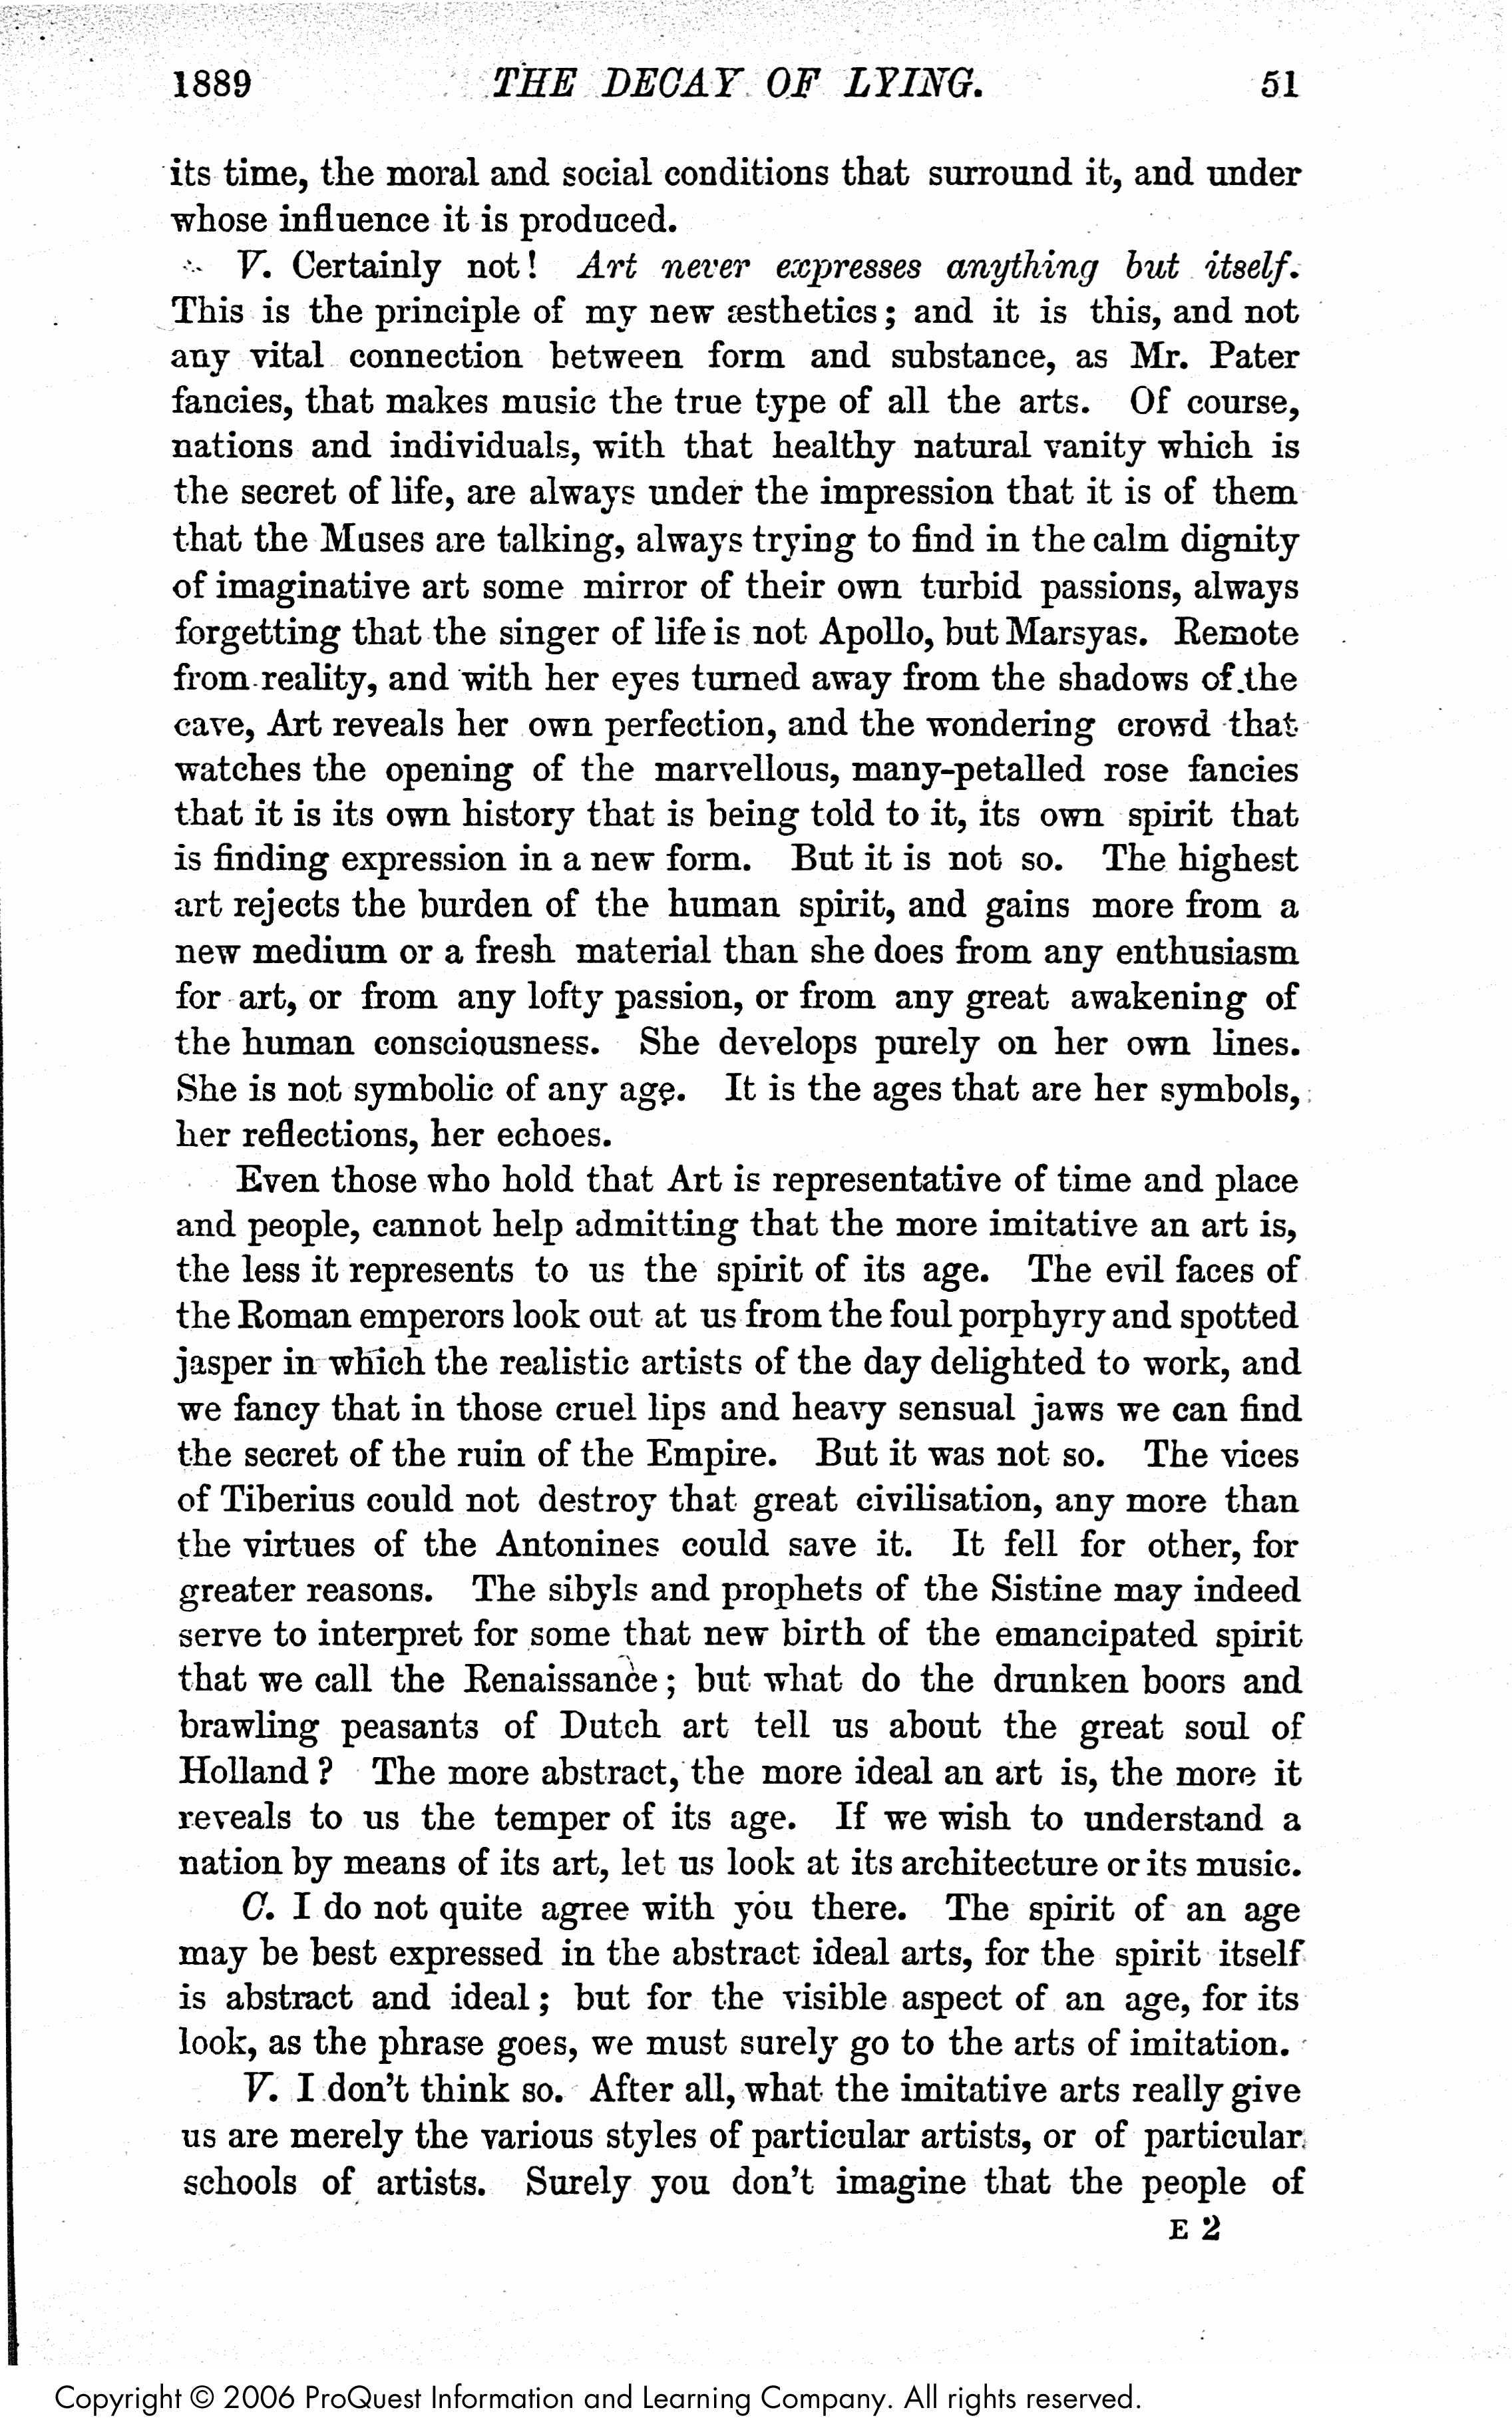 1889 THE DECAY OF LYING. 51
its time, the moral and social conditions that surround it, and under
whose influence it is produced.
V. Certainly not! Art never expresses anything but itself.
This is the principle of my new æsthetics; and it is this, and not
any vital connection between form and substance, as Mr. Pater
fancies, that makes music the true type of all the arts. Of course,
nations and individuals, with that healthy natural vanity which is
the secret of life, are always under the impression that it is of them
that the Muses are talking, always trying to find in the calm dignity
of imaginative art some mirror of their own turbid passions, always
forgetting that the singer of life is not Apollo, but Marsyas. Remote
from reality, and with her eyes turned away from the shadows of the
cave, Art reveals her own perfection, and the wondering crowd that
watches the opening of the marvellous, many-petalled rose fancies
that it is its own history that is being told to it, its own spirit that
is finding expression in a new form. But it is not so. The highest
art rejects the burden of the human spirit, and gains more from a
new medium or a fresh material than she does from any enthusiasm
for art, or from any lofty passion, or from any great awakening of
the human consciousness. She develops purely on her own lines.
She is not symbolic of any age. It is the ages that are her symbols,
her reflections, her echoes.
Even those who hold that Art is representative of time and place
and people, cannot help admitting that the more imitative an art is,
the less it represents to us the spirit of its age. The evil faces of
the Roman emperors look out at us from the foul porphyry and spotted
jasper in which the realistic artists of the day delighted to work, and
we fancy that in those cruel lips and heavy sensual jaws we can find
the secret of the ruin of the Empire. But it was not so. The vices
of Tiberius could not destroy that great civilisation, any more than
the virtues of the Antonines could save it. It fell for other, for
greater reasons. The sibyls and prophets of the Sistine may indeed
serve to interpret for some that new birth of the emancipated spirit
that we call the Renaissance; but what do the drunken boors and
brawling peasants of Dutch art tell us about the great soul of
Holland? The more abstract, the more ideal an art is, the more it
reveals to us the temper of its age. If we wish to understand a
nation by means of its art, let us look at its architecture or its music.
C. I do not quite agree with you there. The spirit of an age
may be best expressed in the abstract ideal arts, for the spirit itself
is abstract and ideal; but for the visible aspect of an age, for its
look, as the phrase goes, we must surely go to the arts of imitation.
V. I don't think so. After all, what the imitative arts really give
us are merely the various styles of particular artists, or of particular
schools of artists. Surely you don't imagine that the people of
E 2
Copyright © 2006 ProQuest Information and Learning Company. All rights reserved.